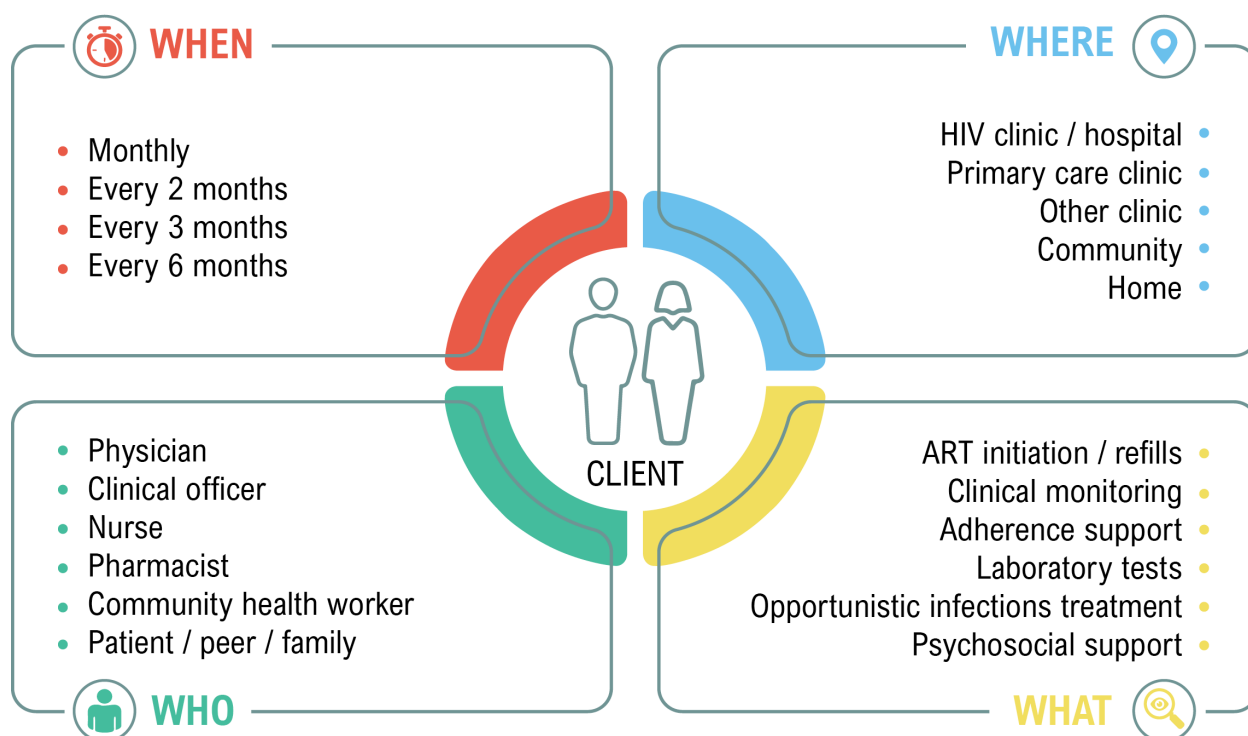 WHEN
Monthly
Every 2 months
Every 3 months
Every 6 months
WHERE
HIV clinic / hospital
Primary care clinic
Other clinic
Community
Home
CLIENT
Physician
Clinical officer
Nurse
Pharmacist
Community health worker
Patient / peer / family
WHO
ART initiation / refills
Clinical monitoring
Adherence support
Laboratory tests
Opportunistic infections treatment
Psychosocial support
WHAT